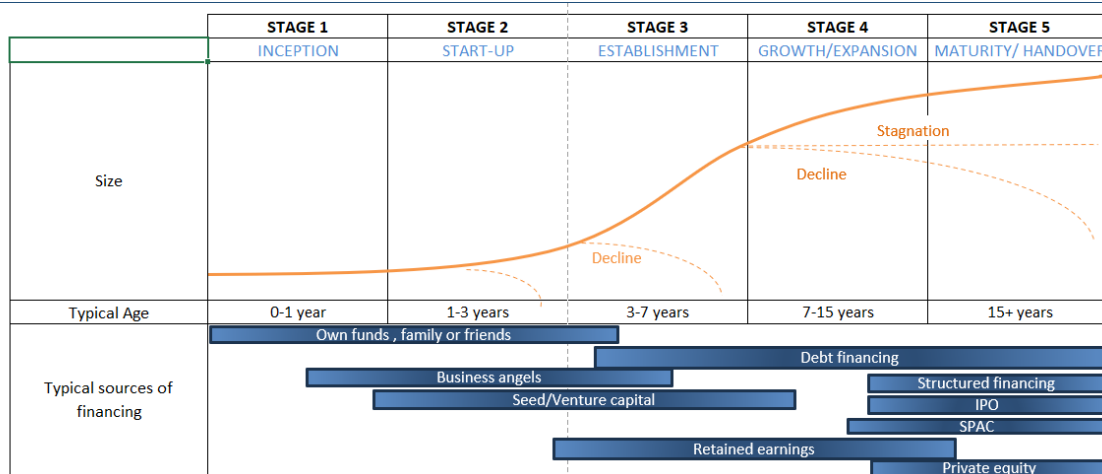 STAGE 1 STAGE 2 STAGE 3 STAGE 4 STAGE 5
INCEPTION START-UP ESTABLISHMENT GROWTH/EXPANSION MATURITY/ HANDOVER
Stagnation
Decline
Size
Decline
Typical Age 0-1 year 1-3 years 3-7 years 7-15 years 15+ years
Own funds , family or friends
Debt financing
Business angels
Structured financing
Typical sources of financing
Seed/Venture capital
IPO
SPAC
Retained earnings
Private equity